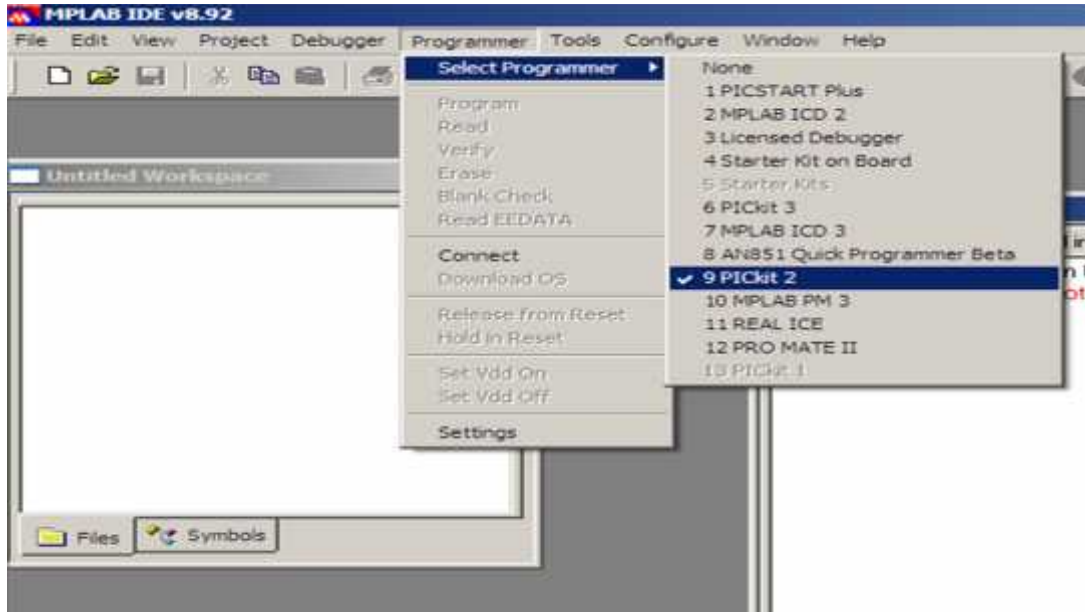 MPLAB IDE v8.92
File Edit View Project Debugger Programmer Tools Configure Window Help
Select Programmer
Program
Read
Verify
Erase
Blank Check
Read EEDATA
Connect
Download OS
Release from Reset
Hold in Reset
Set Vdd On
Set Vdd Off
Settings
None
1 PICSTART Plus
2 MPLAB ICD 2
3 Licensed Debugger
4 Starter Kit on Board
5 Starter Kits
6 PICkit 3
7 MPLAB ICD 3
8 AN851 Quick Programmer Beta
9 PICkit 2
10 MPLAB PM 3
11 REAL ICE
12 PRO MATE II
13 PICkit 1
Untitled Workspace
Files Symbols